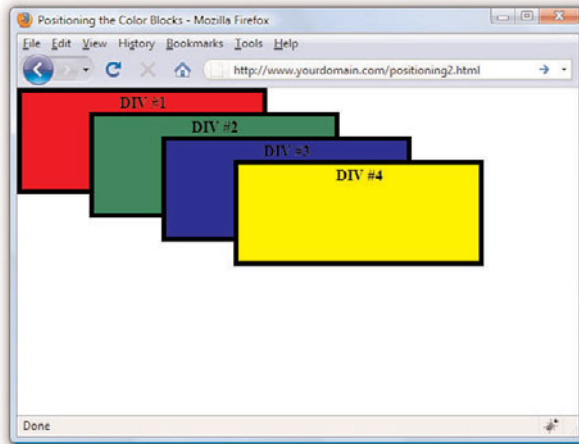 Positioning the Color Blocks - Mozilla Firefox
File Edit View History Bookmarks Tools Help
http://www.yourdomain.com/positioning2.html
DIV #1
DIV #2
DIV #3
DIV #4
Done